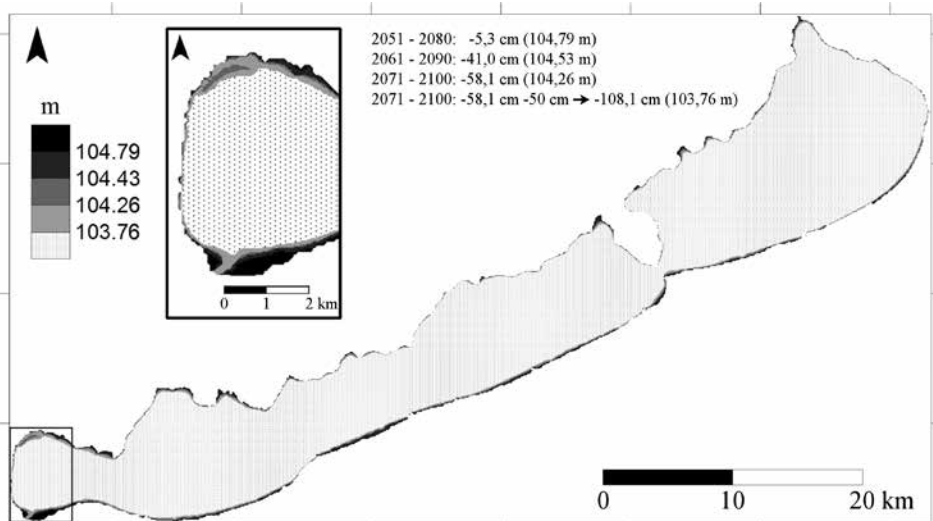 2051 - 2080: -5,3 cm (104,79 m)
2061 - 2090: -41,0 cm (104,53 m)
2071 - 2100: -58,1 cm (104,26 m)
2071 - 2100: -58,1 cm -50 cm → -108,1 cm (103,76 m)
m
104.79
104.43
104.26
103.76
0 1 2 km
0 10 20 km